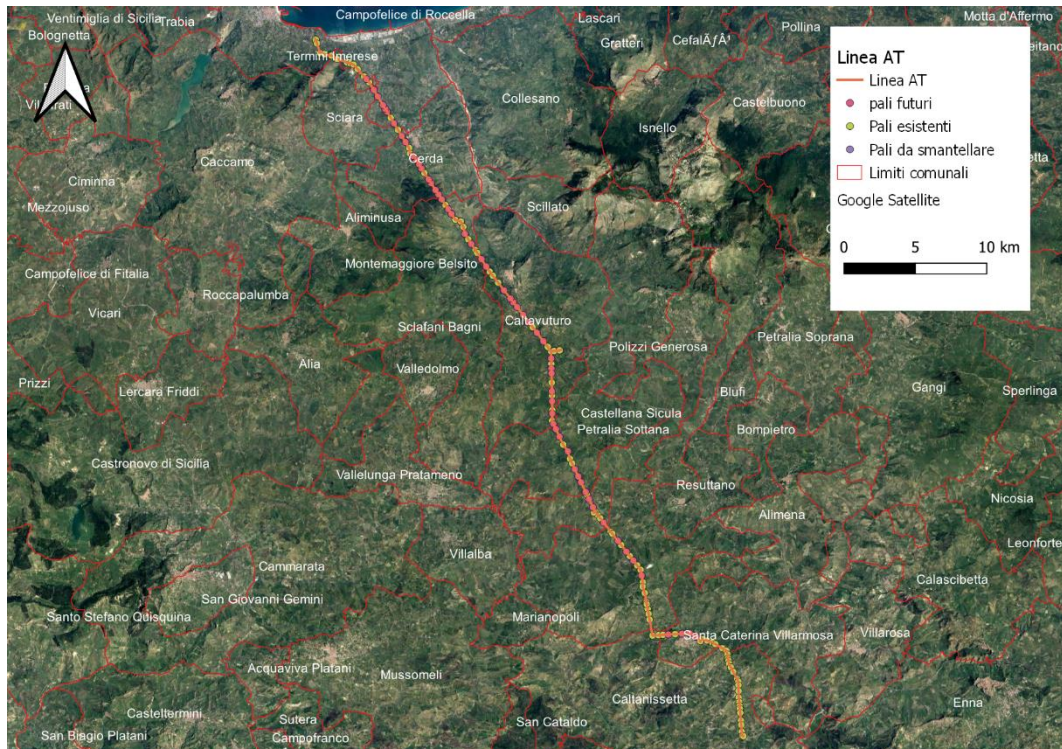 Ventimiglia di Sicilia
Trabia
Campofelice di Roccella
Lascari
Pollina
Motta d'Affermo
Bolognetta
Termini Imerese
Gratteri
CefalÄƒÂ¹
Linea AT
Linea AT
pali futuri
Pali esistenti
Pali da smantellare
Limiti comunali
Google Satellite
0 5 10 km
Collesano
Castelbuono
Sciara
Isnello
Caccamo
Cerda
Ciminna
Mezzojuso
Aliminusa
Scillato
Campofelice di Fitalia
Montemaggiore Belsito
Roccapalumba
Vicari
Sclafani Bagni
Caltavuturo
Polizzi Generosa
Petralia Soprana
Alia
Valledolmo
Prizzi
Lercara Friddi
Blufi
Gangi
Sperlinga
Castellana Sicula
Petralia Sottana
Bompietro
Castronovo di Sicilia
Vallelunga Pratameno
Resuttano
Nicosia
Alimena
Leonforte
Villalba
Cammarata
Calascibetta
San Giovanni Gemini
Santo Stefano Quisquina
Marianopoli
Santa Caterina Villarmosa
Villarosa
Acquaviva Platani
Mussomeli
Caltanissetta
Enna
Casteltermini
Sutera
San Cataldo
San Biagio Platani
Campofranco